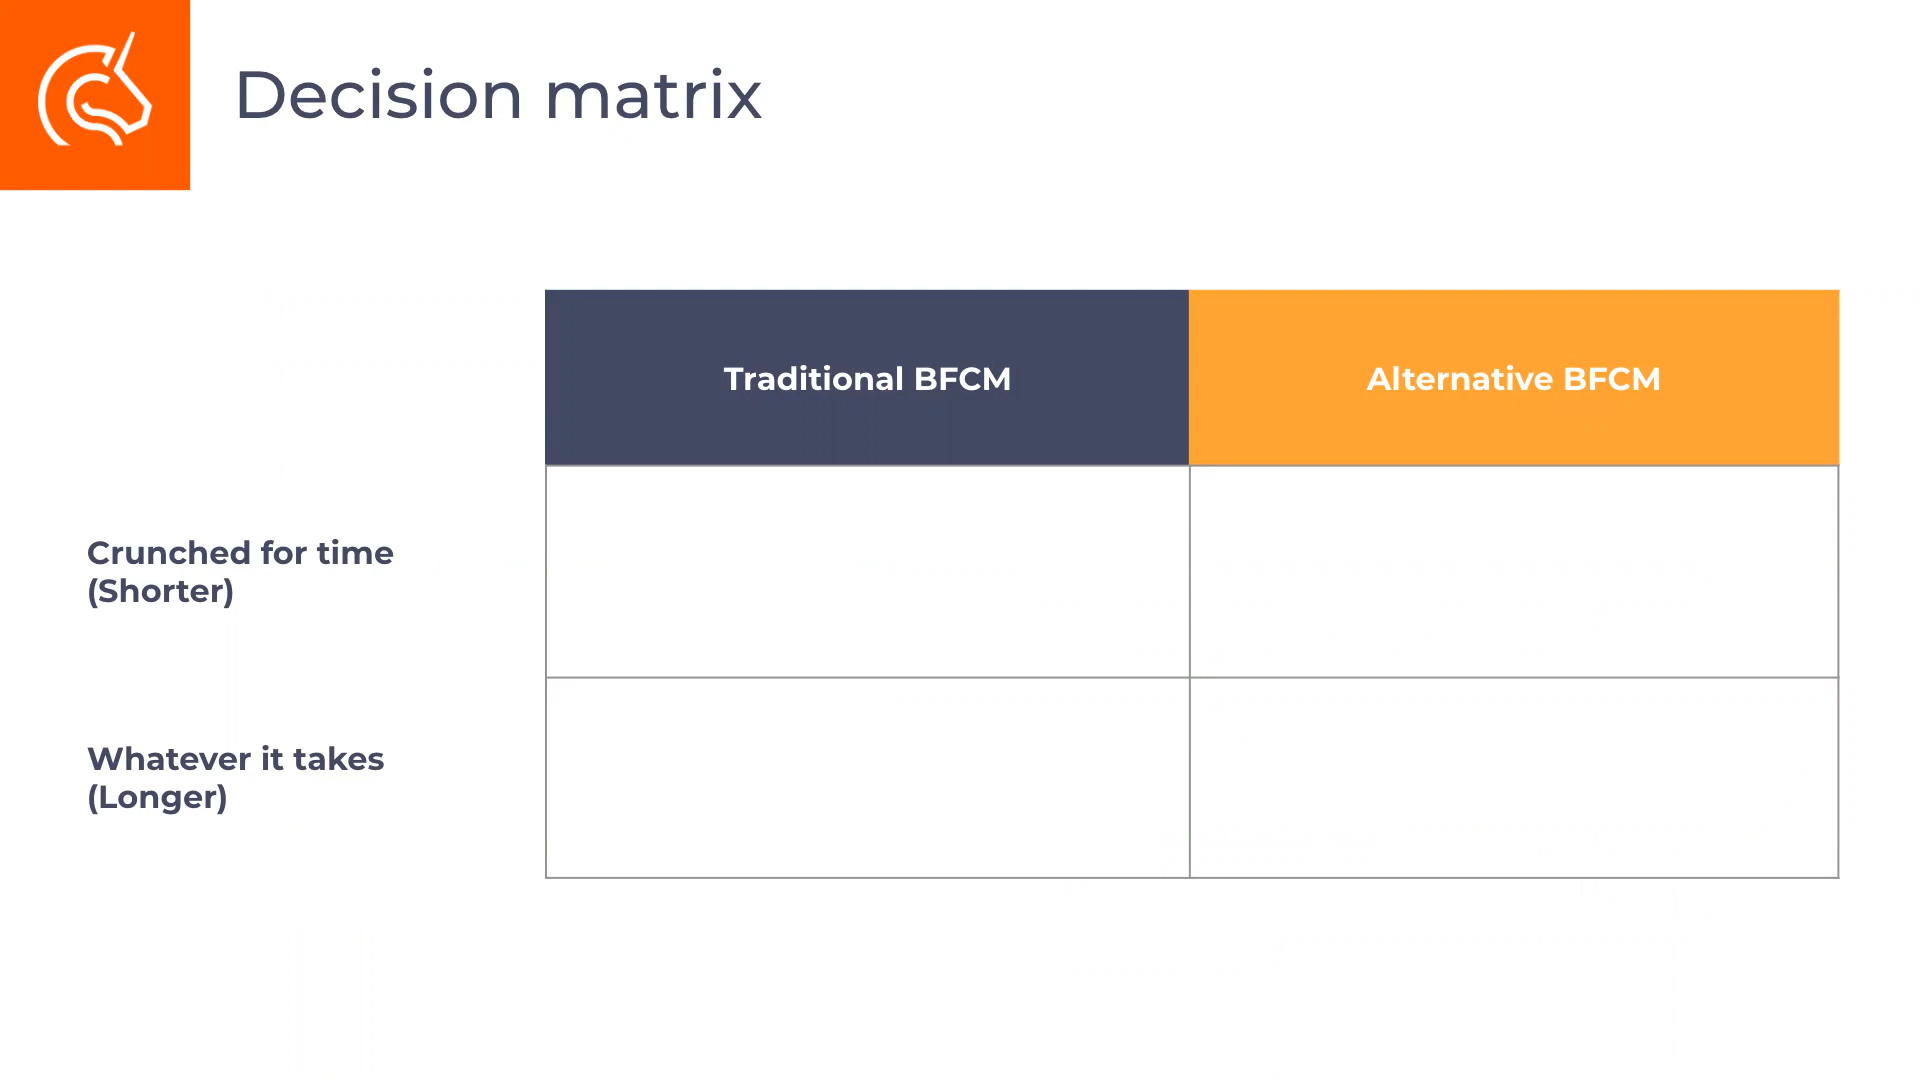 Decision matrix
Traditional BFCM
Alternative BFCM
Crunched for time
(Shorter)
Whatever it takes
(Longer)